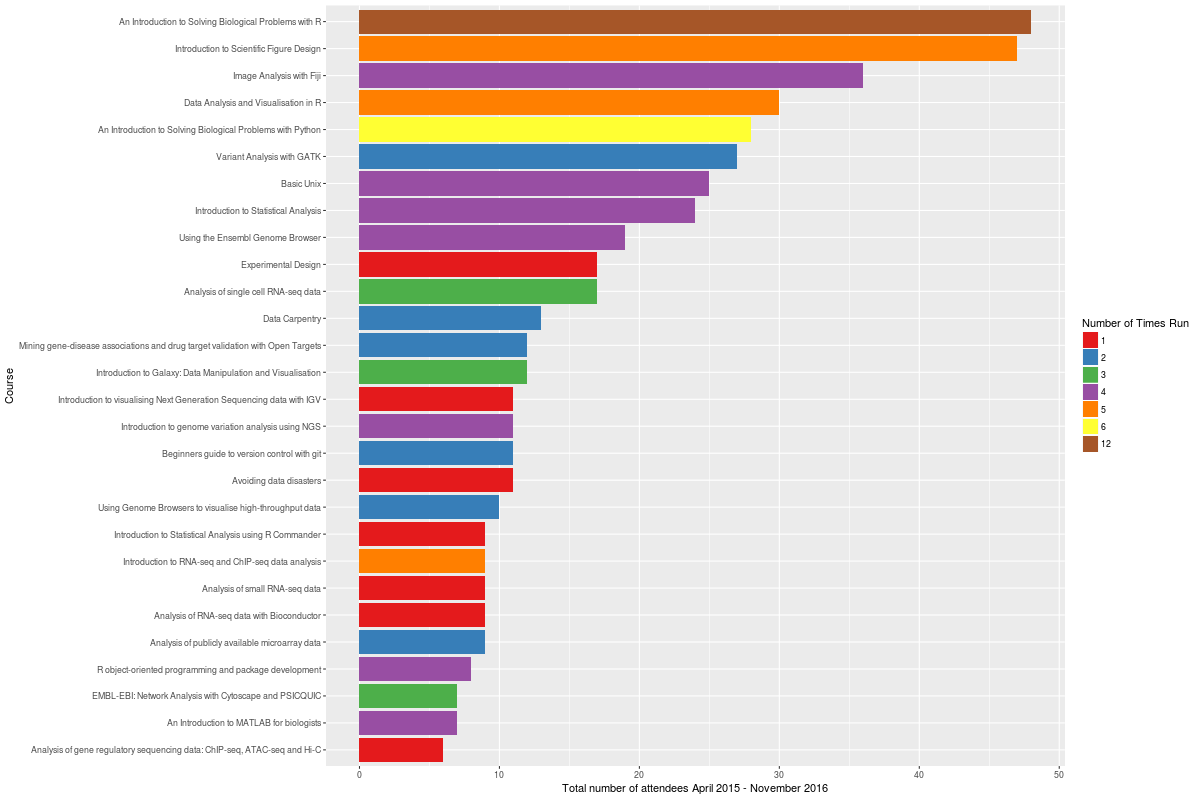 An Introduction to Solving Biological Problems with R
Introduction to Scientific Figure Design
Image Analysis with Fiji
Data Analysis and Visualisation in R
An Introduction to Solving Biological Problems with Python
Variant Analysis with GATK
Basic Unix
Introduction to Statistical Analysis
Using the Ensembl Genome Browser
Experimental Design
Analysis of single cell RNA-seq data
Data Carpentry
Mining gene-disease associations and drug target validation with Open Targets
Introduction to Galaxy: Data Manipulation and Visualisation
Introduction to visualising Next Generation Sequencing data with IGV
Introduction to genome variation analysis using NGS
Beginners guide to version control with git
Avoiding data disasters
Using Genome Browsers to visualise high-throughput data
Introduction to Statistical Analysis using R Commander
Introduction to RNA-seq and ChIP-seq data analysis
Analysis of small RNA-seq data
Analysis of RNA-seq data with Bioconductor
Analysis of publicly available microarray data
R object-oriented programming and package development
EMBL-EBI: Network Analysis with Cytoscape and PSICQUIC
An Introduction to MATLAB for biologists
Analysis of gene regulatory sequencing data: ChIP-seq, ATAC-seq and Hi-C
Course
0 10 20 30 40 50
Total number of attendees April 2015 - November 2016
Number of Times Run
1
2
3
4
5
6
12